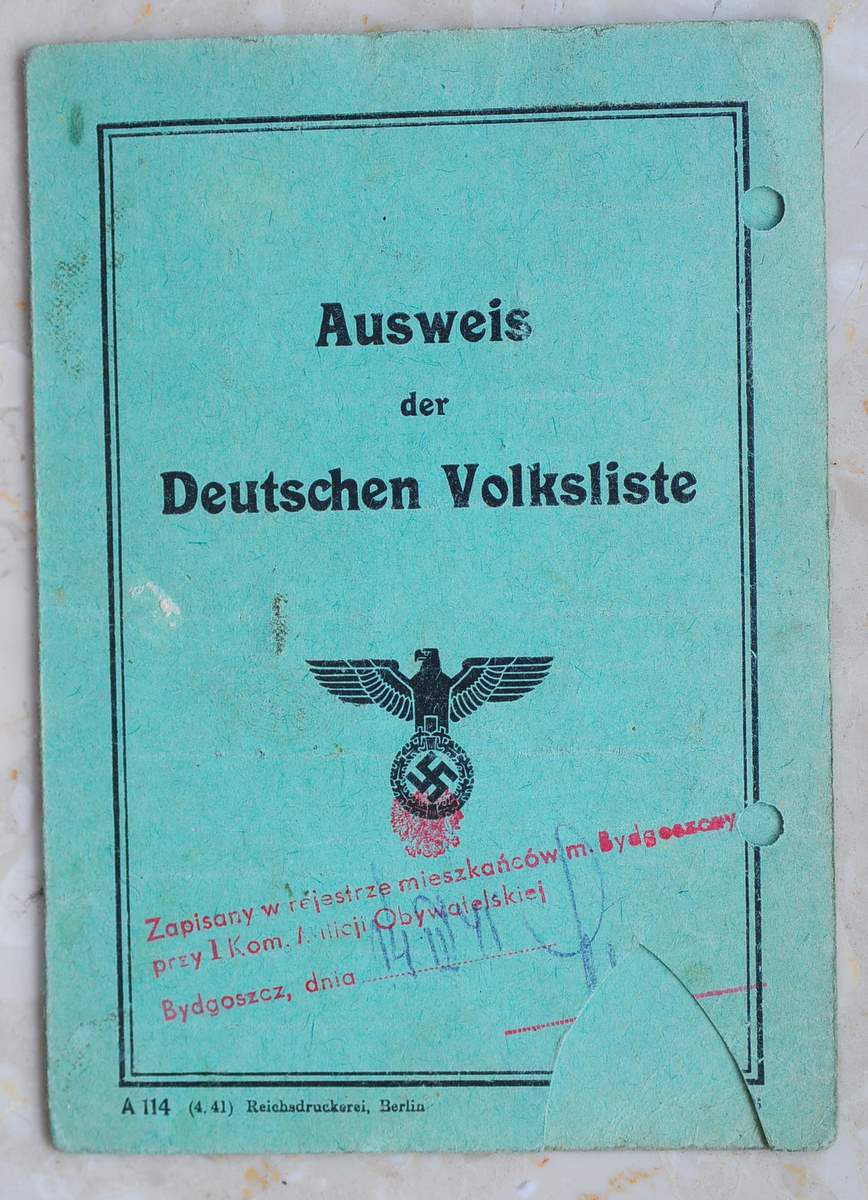 Ausweis
der
Deutschen Volksliste
Zapisany w rejestrze mieszkańców m. Bydgoszczy
przy 1 Kom. Milicji Obywatelskiej
Bydgoszcz, dnia
A 114 (4. 41) Reichsdruckerei, Berlin